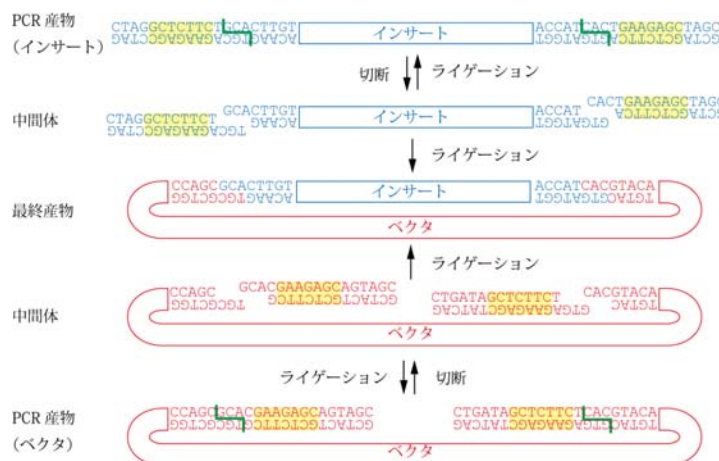 PCR 産物
（インサート）
CTAGGCTCTTCTGCACTTGT
インサート
ACCATCACTGAAGAGCTAGC
切断
ライゲーション
中間体
CTAGGCTCTTCT
GCACTTGT
インサート
ACCAT
CACTGAAGAGCTAGC
ライゲーション
最終産物
CCAGCGCACTTGT
インサート
ACCATCACGTACA
ベクタ
ライゲーション
中間体
CCAGC
GCACGAAGAGCAGTAGC
CTGATAGCTCTTCT
CACGTACA
ベクタ
ライゲーション
切断
PCR 産物
（ベクタ）
CCAGCGCACGAAGAGCAGTAGC
CTGATAGCTCTTCTCACGTACA
ベクタ